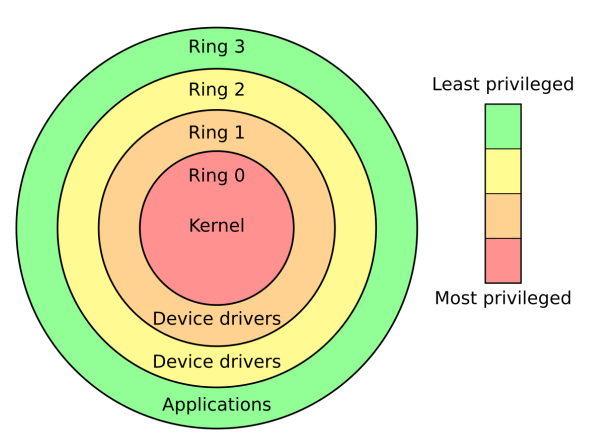 Ring 3
Ring 2
Ring 1
Ring 0
Kernel
Device drivers
Device drivers
Applications
Least privileged
Most privileged